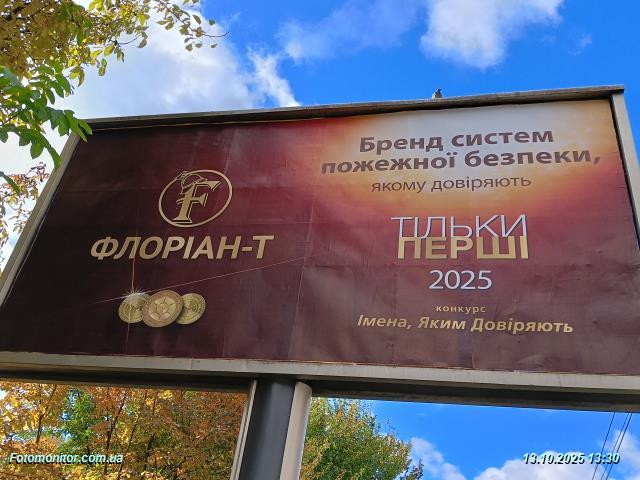 Бренд систем
пожежної безпеки,
якому довіряють
F
ФЛОРІАН-Т
ТІЛЬКИ
ПЕРШІ
2025
конкурс
Імена, Яким Довіряють
Fotomonitor.com.ua
13.10.2025 13:30